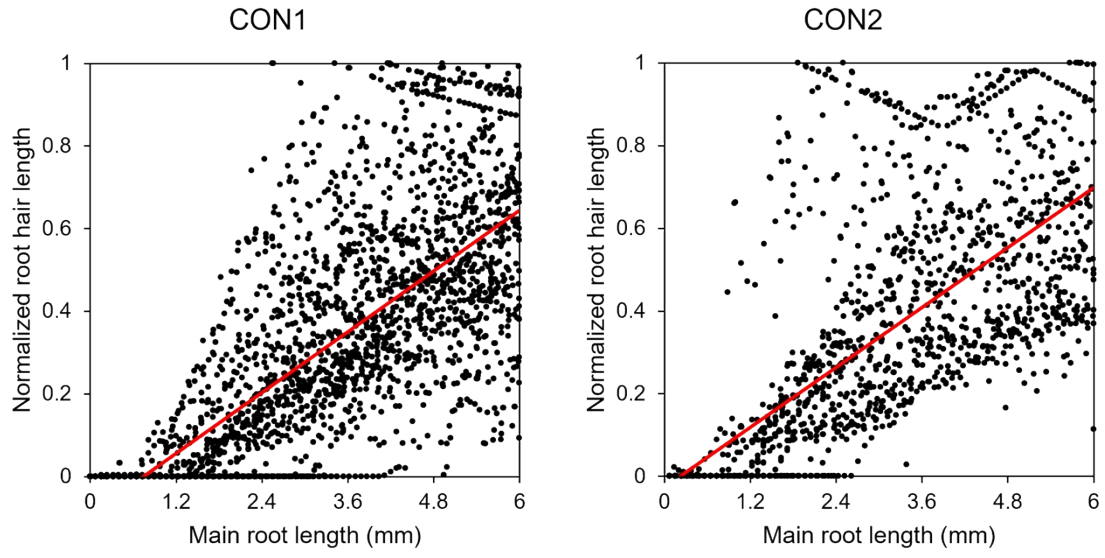 CON1
Normalized root hair length
1
0.8
0.6
0.4
0.2
0
0 1.2 2.4 3.6 4.8 6
Main root length (mm)
CON2
Normalized root hair length
1
0.8
0.6
0.4
0.2
0
0 1.2 2.4 3.6 4.8 6
Main root length (mm)